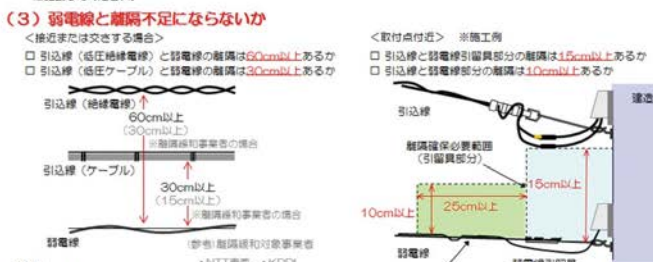 （3）弱電線と離隔不足にならないか
＜接近または交さする場合＞
□ 引込線（低圧絶縁電線）と弱電線の離隔は60cm以上あるか
□ 引込線（低圧ケーブル）と弱電線の離隔は30cm以上あるか
引込線（絶縁電線）
60cm以上
（30cm以上）
※離隔緩和事業者の場合
引込線（ケーブル）
30cm以上
（15cm以上）
※離隔緩和事業者の場合
弱電線
（参考）離隔緩和対象事業者
＜取付点付近＞ ※施工例
□ 引込線と弱電線引留具部分の離隔は15cm以上あるか
□ 引込線と弱電線部分の離隔は10cm以上あるか
引込線
建造
離隔確保必要範囲
（引留具部分）
15cm以上
10cm以上
25cm以上
弱電線